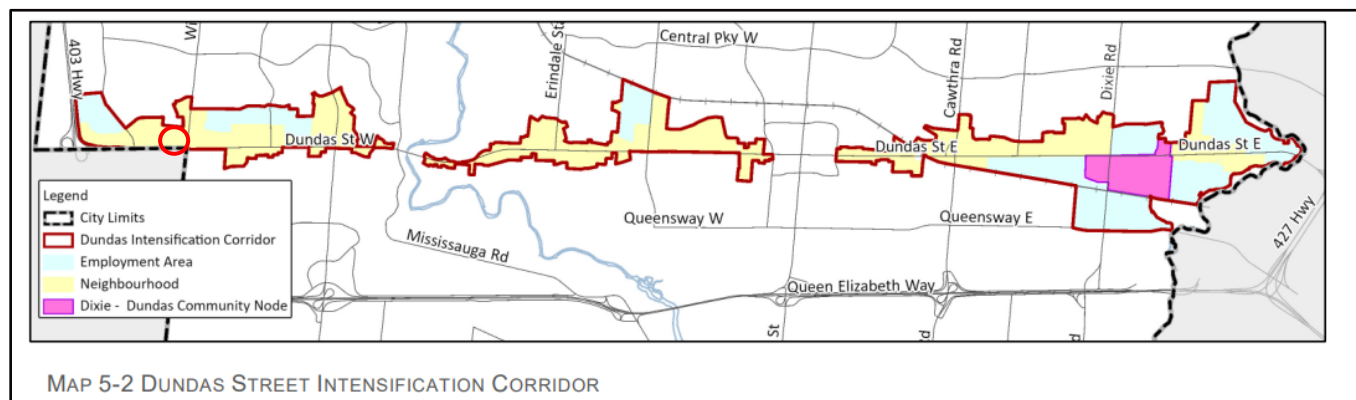 403 Hwy
Wi
Erindale Sta
Central Pky W
Cawthra Rd
Dixie Rd
Dundas St W
Dundas St E
Dundas St E
Legend
City Limits
Dundas Intensification Corridor
Employment Area
Neighbourhood
Dixie - Dundas Community Node
Mississauga Rd
Queensway W
Queensway E
427 Hwy
Queen Elizabeth Way
St
Rd
d
MAP 5-2 DUNDAS STREET INTENSIFICATION CORRIDOR